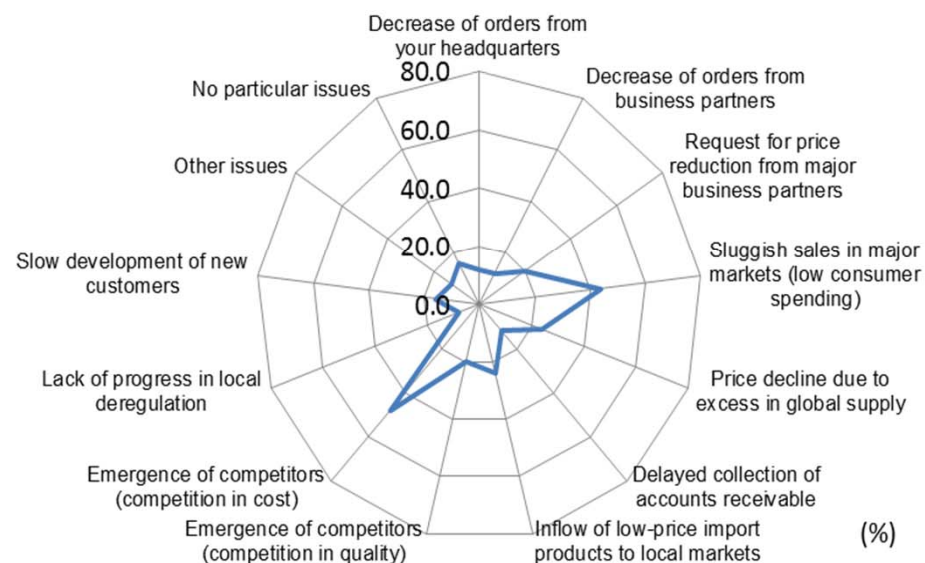 Decrease of orders from
your headquarters
80.0
60.0
40.0
20.0
0.0
Decrease of orders from
business partners
Request for price
reduction from major
business partners
Sluggish sales in major
markets (low consumer
spending)
Price decline due to
excess in global supply
Delayed collection of
accounts receivable
Inflow of low-price import
products to local markets
(%)
Emergence of competitors
(competition in quality)
Emergence of competitors
(competition in cost)
Lack of progress in local
deregulation
Slow development of new
customers
Other issues
No particular issues